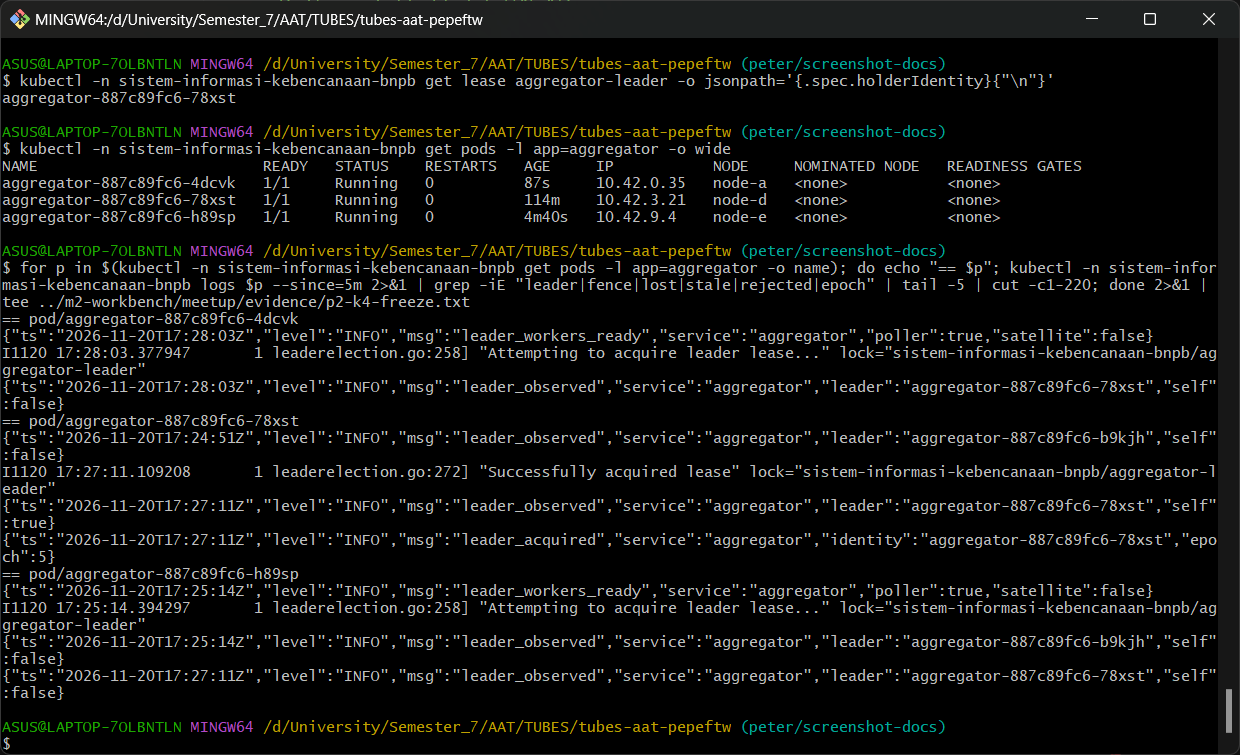 MINGW64:/d/University/Semester_7/AAT/TUBES/tubes-aat-pepeftw
ASUS@LAPTOP-7OLBNTLN MINGW64 /d/University/Semester_7/AAT/TUBES/tubes-aat-pepeftw (peter/screenshot-docs)
$ kubectl -n sistem-informasi-kebencanaan-bnpb get lease aggregator-leader -o jsonpath='{.spec.holderIdentity}{"\n"}'
aggregator-887c89fc6-78xst
ASUS@LAPTOP-7OLBNTLN MINGW64 /d/University/Semester_7/AAT/TUBES/tubes-aat-pepeftw (peter/screenshot-docs)
$ kubectl -n sistem-informasi-kebencanaan-bnpb get pods -l app=aggregator -o wide
NAME                         READY   STATUS    RESTARTS   AGE     IP           NODE     NOMINATED NODE   READINESS GATES
aggregator-887c89fc6-4dcvk   1/1     Running   0          87s     10.42.0.35   node-a   <none>           <none>
aggregator-887c89fc6-78xst   1/1     Running   0          114m    10.42.3.21   node-d   <none>           <none>
aggregator-887c89fc6-h89sp   1/1     Running   0          4m40s   10.42.9.4    node-e   <none>           <none>
ASUS@LAPTOP-7OLBNTLN MINGW64 /d/University/Semester_7/AAT/TUBES/tubes-aat-pepeftw (peter/screenshot-docs)
$ for p in $(kubectl -n sistem-informasi-kebencanaan-bnpb get pods -l app=aggregator -o name); do echo "== $p"; kubectl -n sistem-infor
masi-kebencanaan-bnpb logs $p --since=5m 2>&1 | grep -iE "leader|fence|lost|stale|rejected|epoch" | tail -5 | cut -c1-220; done 2>&1 |
tee ../m2-workbench/meetup/evidence/p2-k4-freeze.txt
== pod/aggregator-887c89fc6-4dcvk
{"ts":"2026-11-20T17:28:03Z","level":"INFO","msg":"leader_workers_ready","service":"aggregator","poller":true,"satellite":false}
I1120 17:28:03.377947       1 leaderelection.go:258] "Attempting to acquire leader lease..." lock="sistem-informasi-kebencanaan-bnpb/ag
gregator-leader"
{"ts":"2026-11-20T17:28:03Z","level":"INFO","msg":"leader_observed","service":"aggregator","leader":"aggregator-887c89fc6-78xst","self"
:false}
== pod/aggregator-887c89fc6-78xst
{"ts":"2026-11-20T17:24:51Z","level":"INFO","msg":"leader_observed","service":"aggregator","leader":"aggregator-887c89fc6-b9kjh","self"
:false}
I1120 17:27:11.109208       1 leaderelection.go:272] "Successfully acquired lease" lock="sistem-informasi-kebencanaan-bnpb/aggregator-l
eader"
{"ts":"2026-11-20T17:27:11Z","level":"INFO","msg":"leader_observed","service":"aggregator","leader":"aggregator-887c89fc6-78xst","self"
:true}
{"ts":"2026-11-20T17:27:11Z","level":"INFO","msg":"leader_acquired","service":"aggregator","identity":"aggregator-887c89fc6-78xst","epo
ch":5}
== pod/aggregator-887c89fc6-h89sp
{"ts":"2026-11-20T17:25:14Z","level":"INFO","msg":"leader_workers_ready","service":"aggregator","poller":true,"satellite":false}
I1120 17:25:14.394297       1 leaderelection.go:258] "Attempting to acquire leader lease..." lock="sistem-informasi-kebencanaan-bnpb/ag
gregator-leader"
{"ts":"2026-11-20T17:25:14Z","level":"INFO","msg":"leader_observed","service":"aggregator","leader":"aggregator-887c89fc6-b9kjh","self"
:false}
{"ts":"2026-11-20T17:27:11Z","level":"INFO","msg":"leader_observed","service":"aggregator","leader":"aggregator-887c89fc6-78xst","self"
:false}
ASUS@LAPTOP-7OLBNTLN MINGW64 /d/University/Semester_7/AAT/TUBES/tubes-aat-pepeftw (peter/screenshot-docs)
$